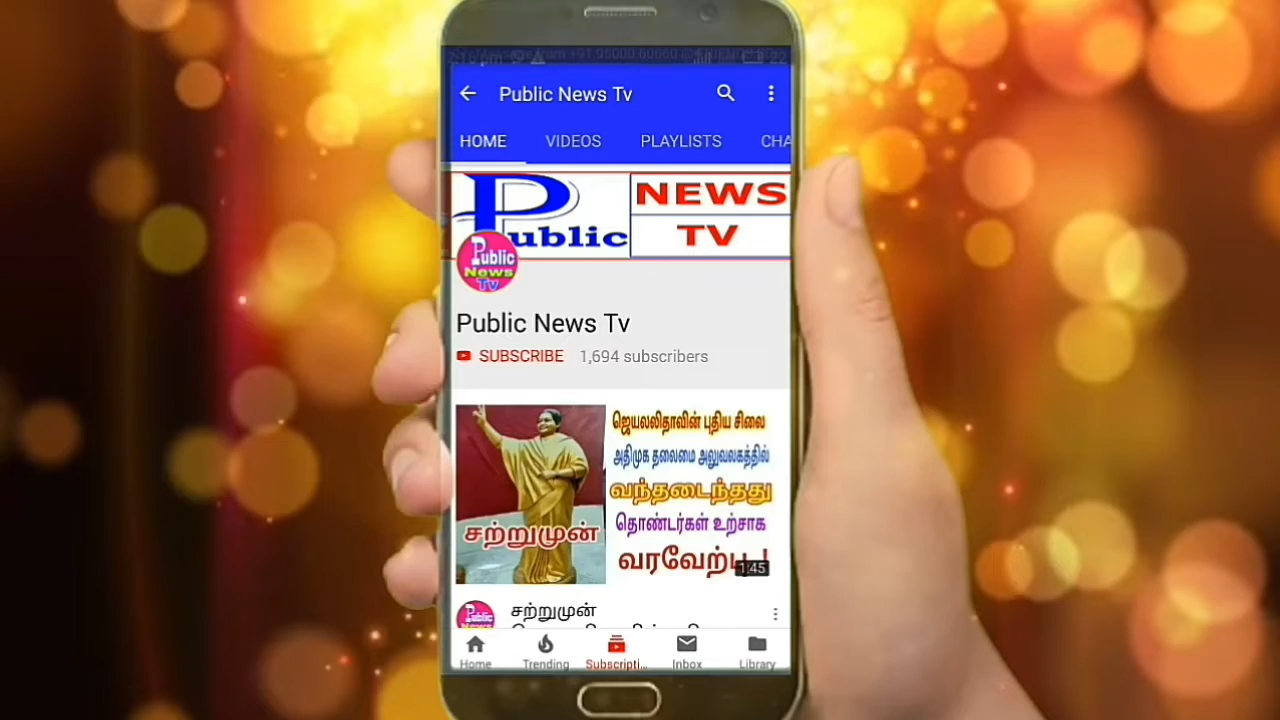 Public News Tv
HOME VIDEOS PLAYLISTS CHA
Public
NEWS
TV
Public
News
Tv
Public News Tv
SUBSCRIBE 1,694 subscribers
ஜெயலலிதாவின் புதிய சிலை
அதிமுக தலைமை அலுவலகத்தில்
வந்தடைந்தது
தொண்டர்கள் உற்சாக
சற்றுமுன்
1:45
Public
News
சற்றுமுன்
Home Trending Subscripti... Inbox Library